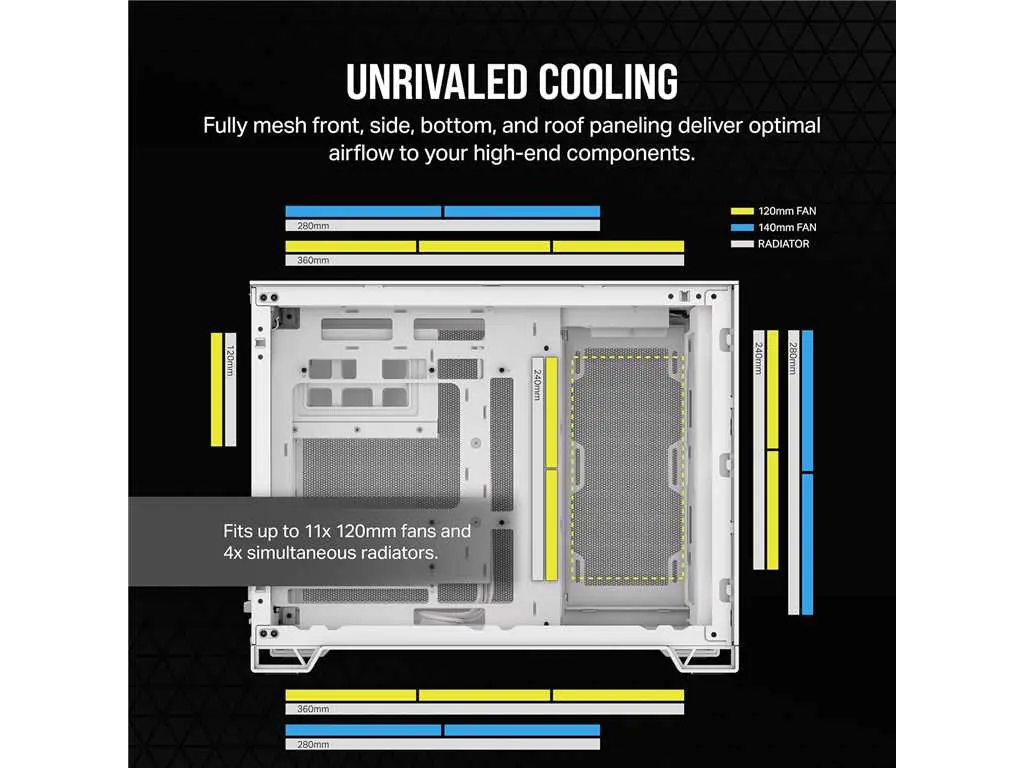 UNRIVALED COOLING
Fully mesh front, side, bottom, and roof paneling deliver optimal
airflow to your high-end components.
120mm FAN
140mm FAN
RADIATOR
280mm
360mm
120mm
240mm
240mm
280mm
Fits up to 11x 120mm fans and
4x simultaneous radiators.
360mm
280mm